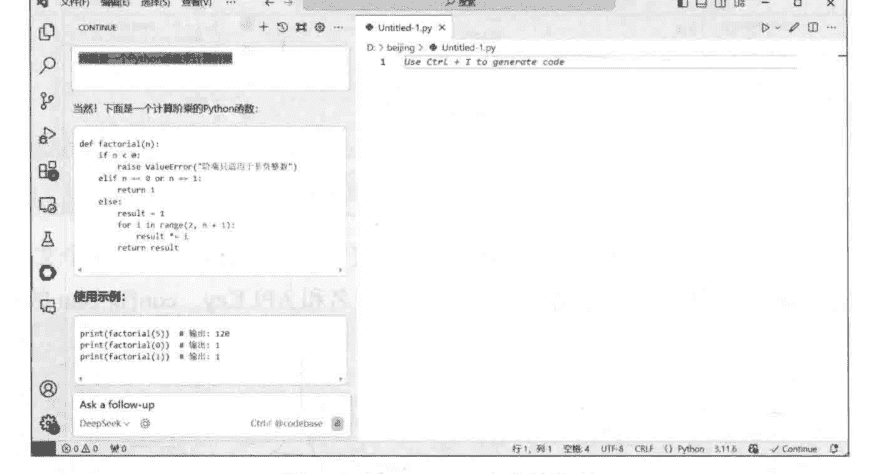 文件(F) 编辑(E) 选择(S) 查看(V) ... 搜索
CONTINUE
Untitled-1.py
D: > beijing > Untitled-1.py
1 Use Ctrl + I to generate code
当然！下面是一个计算阶乘的Python函数：
def factorial(n):
if n < 0:
raise ValueError("阶乘只适用于非负整数")
elif n == 0 or n == 1:
return 1
else:
result = 1
for i in range(2, n + 1):
result *= i
return result
使用示例：
print(factorial(5)) # 输出: 120
print(factorial(0)) # 输出: 1
print(factorial(1)) # 输出: 1
Ask a follow-up
DeepSeek @codebase
0 0 0 行 1, 列 1 空格: 4 UTF-8 CRLF Python 3.11.6 Continue